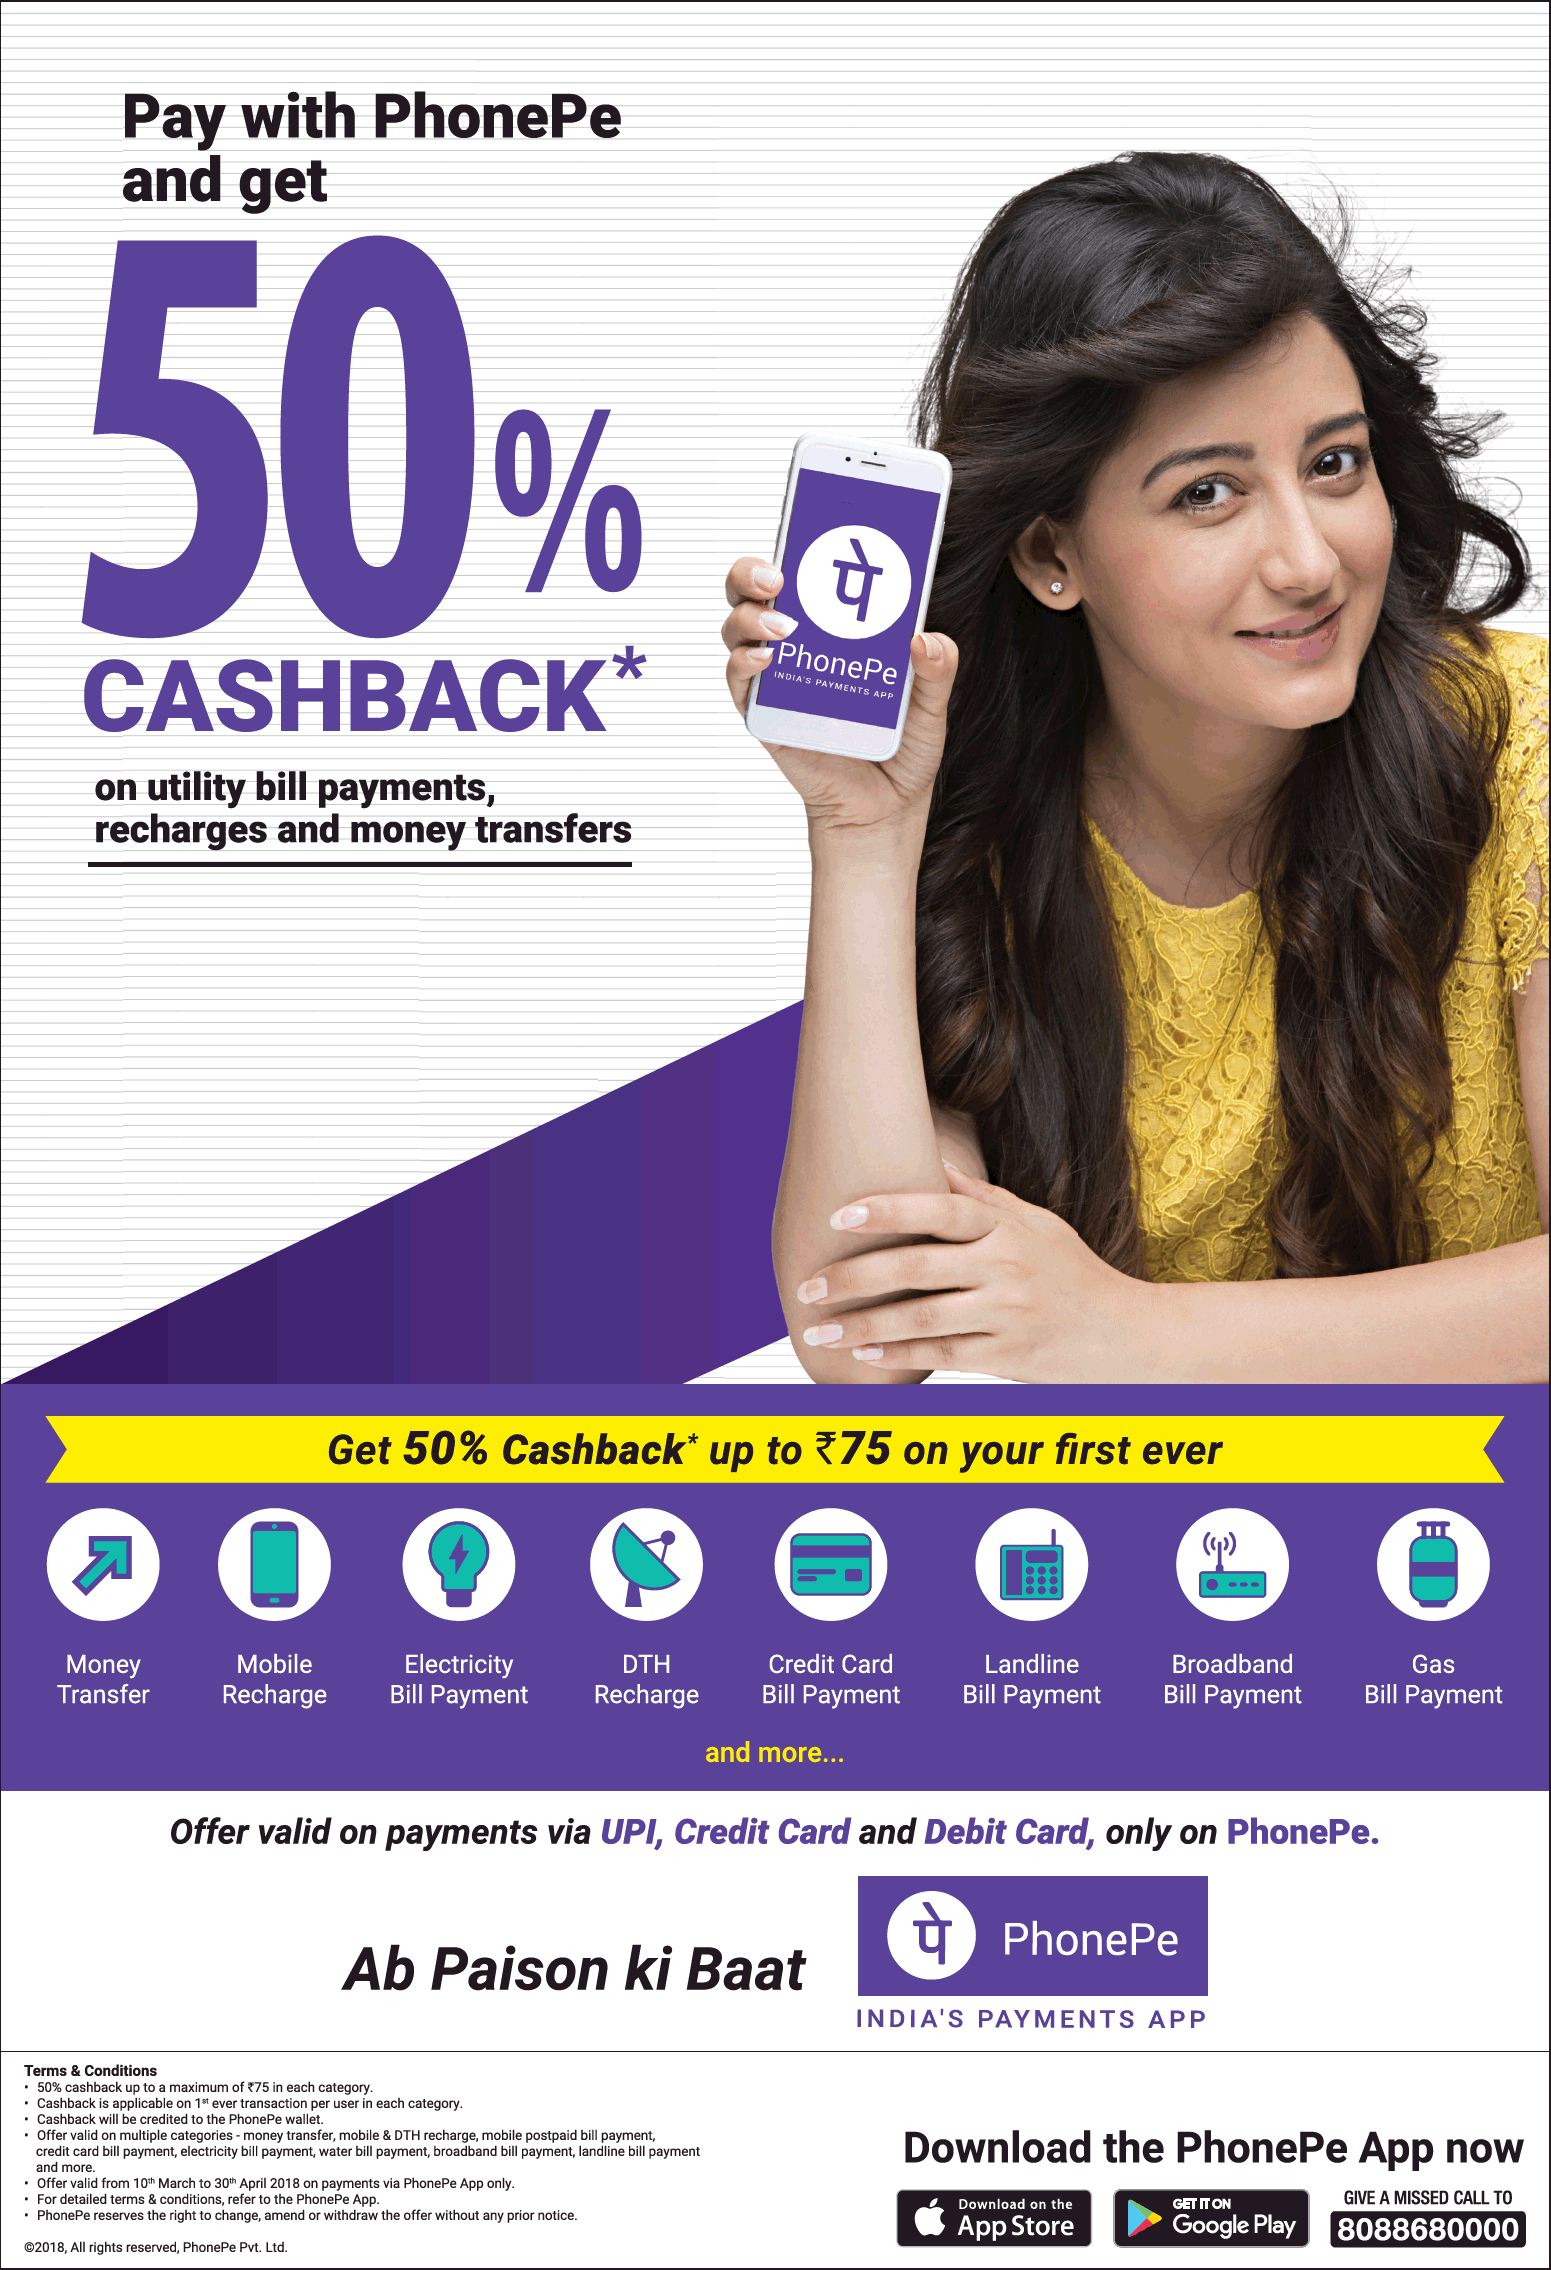 Pay with PhonePe
and get
50%
CASHBACK*
on utility bill payments,
recharges and money transfers
पे
PhonePe
INDIA'S PAYMENTS APP
Get 50% Cashback* up to ₹75 on your first ever
Money
Transfer
Mobile
Recharge
Electricity
Bill Payment
DTH
Recharge
Credit Card
Bill Payment
Landline
Bill Payment
Broadband
Bill Payment
Gas
Bill Payment
and more...
Offer valid on payments via UPI, Credit Card and Debit Card, only on PhonePe.
Ab Paison ki Baat
पे PhonePe
INDIA'S PAYMENTS APP
Terms & Conditions
• 50% cashback up to a maximum of ₹75 in each category.
• Cashback is applicable on 1st ever transaction per user in each category.
• Cashback will be credited to the PhonePe wallet.
• Offer valid on multiple categories - money transfer, mobile & DTH recharge, mobile postpaid bill payment,
credit card bill payment, electricity bill payment, water bill payment, broadband bill payment, landline bill payment
and more.
• Offer valid from 10th March to 30th April 2018 on payments via PhonePe App only.
• For detailed terms & conditions, refer to the PhonePe App.
• PhonePe reserves the right to change, amend or withdraw the offer without any prior notice.
©2018, All rights reserved, PhonePe Pvt. Ltd.
Download the PhonePe App now
Download on the
App Store
GET IT ON
Google Play
GIVE A MISSED CALL TO
8088680000